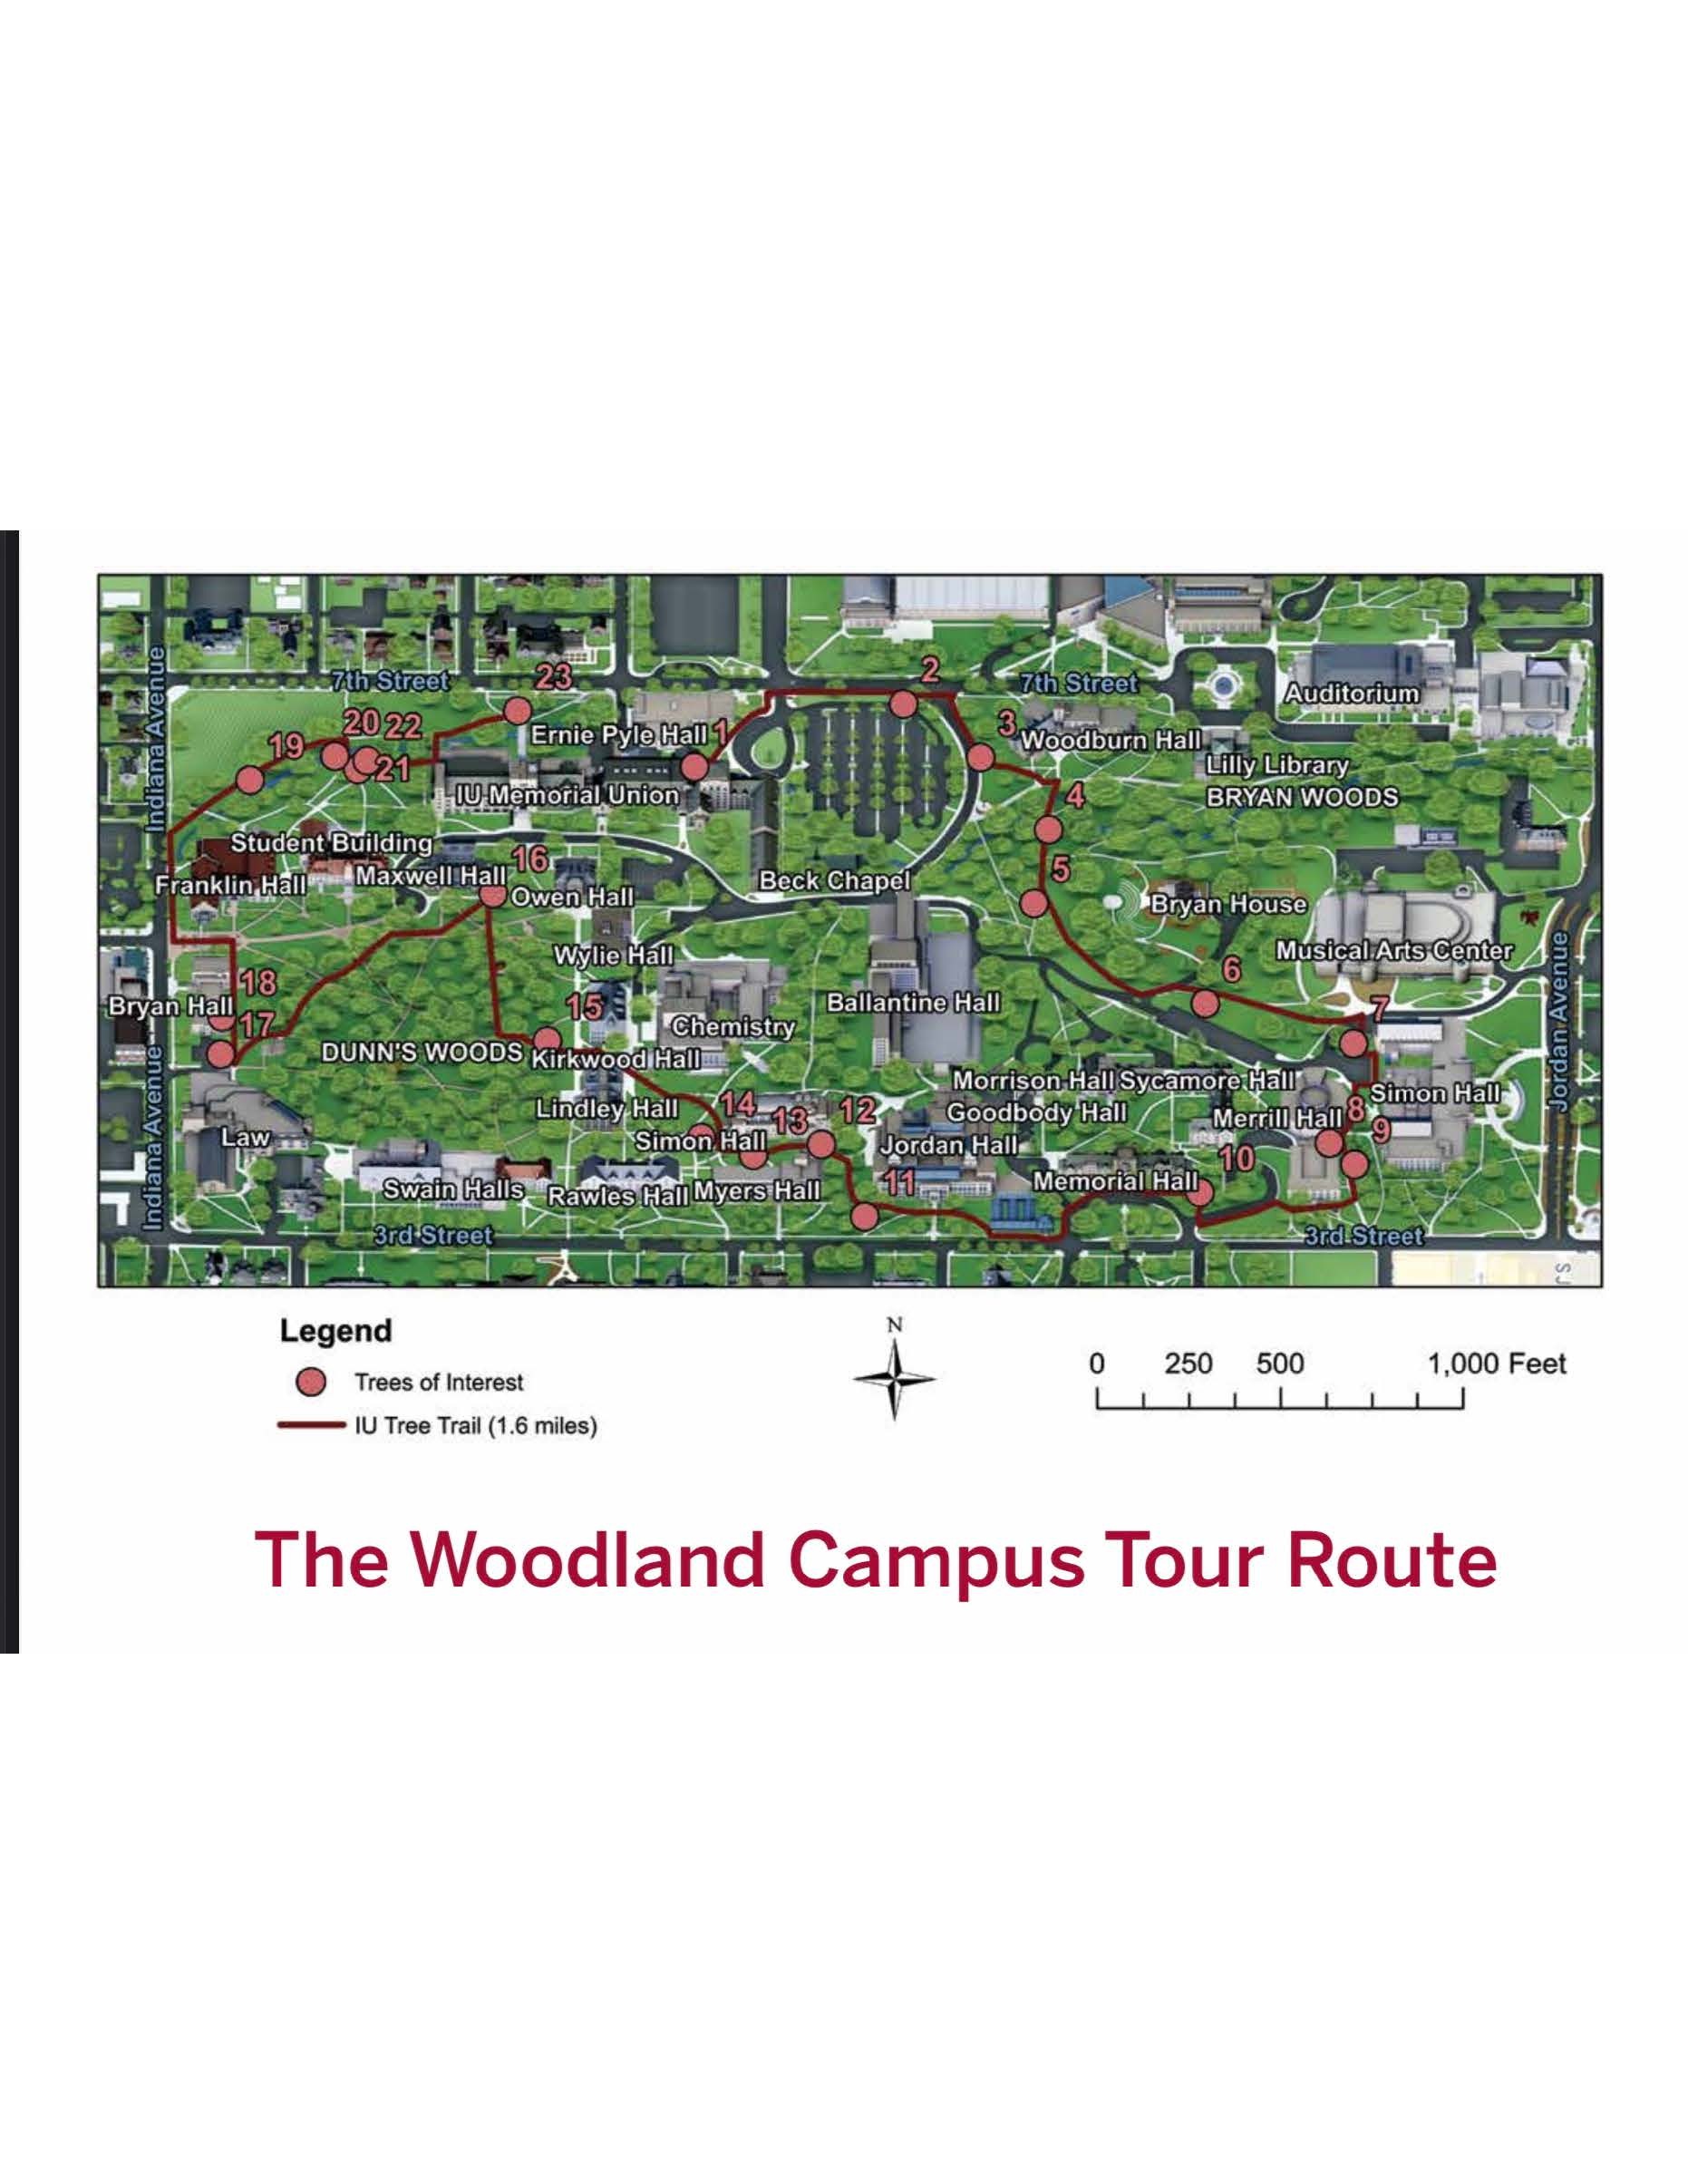 23
2
7th Street
7th Street
Indiana Avenue
Auditorium
20 22
Ernie Pyle Hall 1
3
Woodburn Hall
19
21
Lilly Library
BRYAN WOODS
IU Memorial Union
4
Student Building
16
5
Franklin Hall
Maxwell Hall
Beck Chapel
Owen Hall
Bryan House
Wylie Hall
Musical Arts Center
6
18
Bryan Hall
15
Ballantine Hall
7
17
Chemistry
Jordan Avenue
DUNN'S WOODS
Kirkwood Hall
Morrison Hall
Sycamore Hall
Simon Hall
Lindley Hall
14
13
12
Goodbody Hall
Merrill Hall
8
9
Indiana Avenue
Law
Simon Hall
Jordan Hall
10
Swain Halls
Rawles Hall
Myers Hall
11
Memorial Hall
3rd Street
3rd Street
S J
Legend
Trees of Interest
IU Tree Trail (1.6 miles)
N
0 250 500 1,000 Feet
The Woodland Campus Tour Route